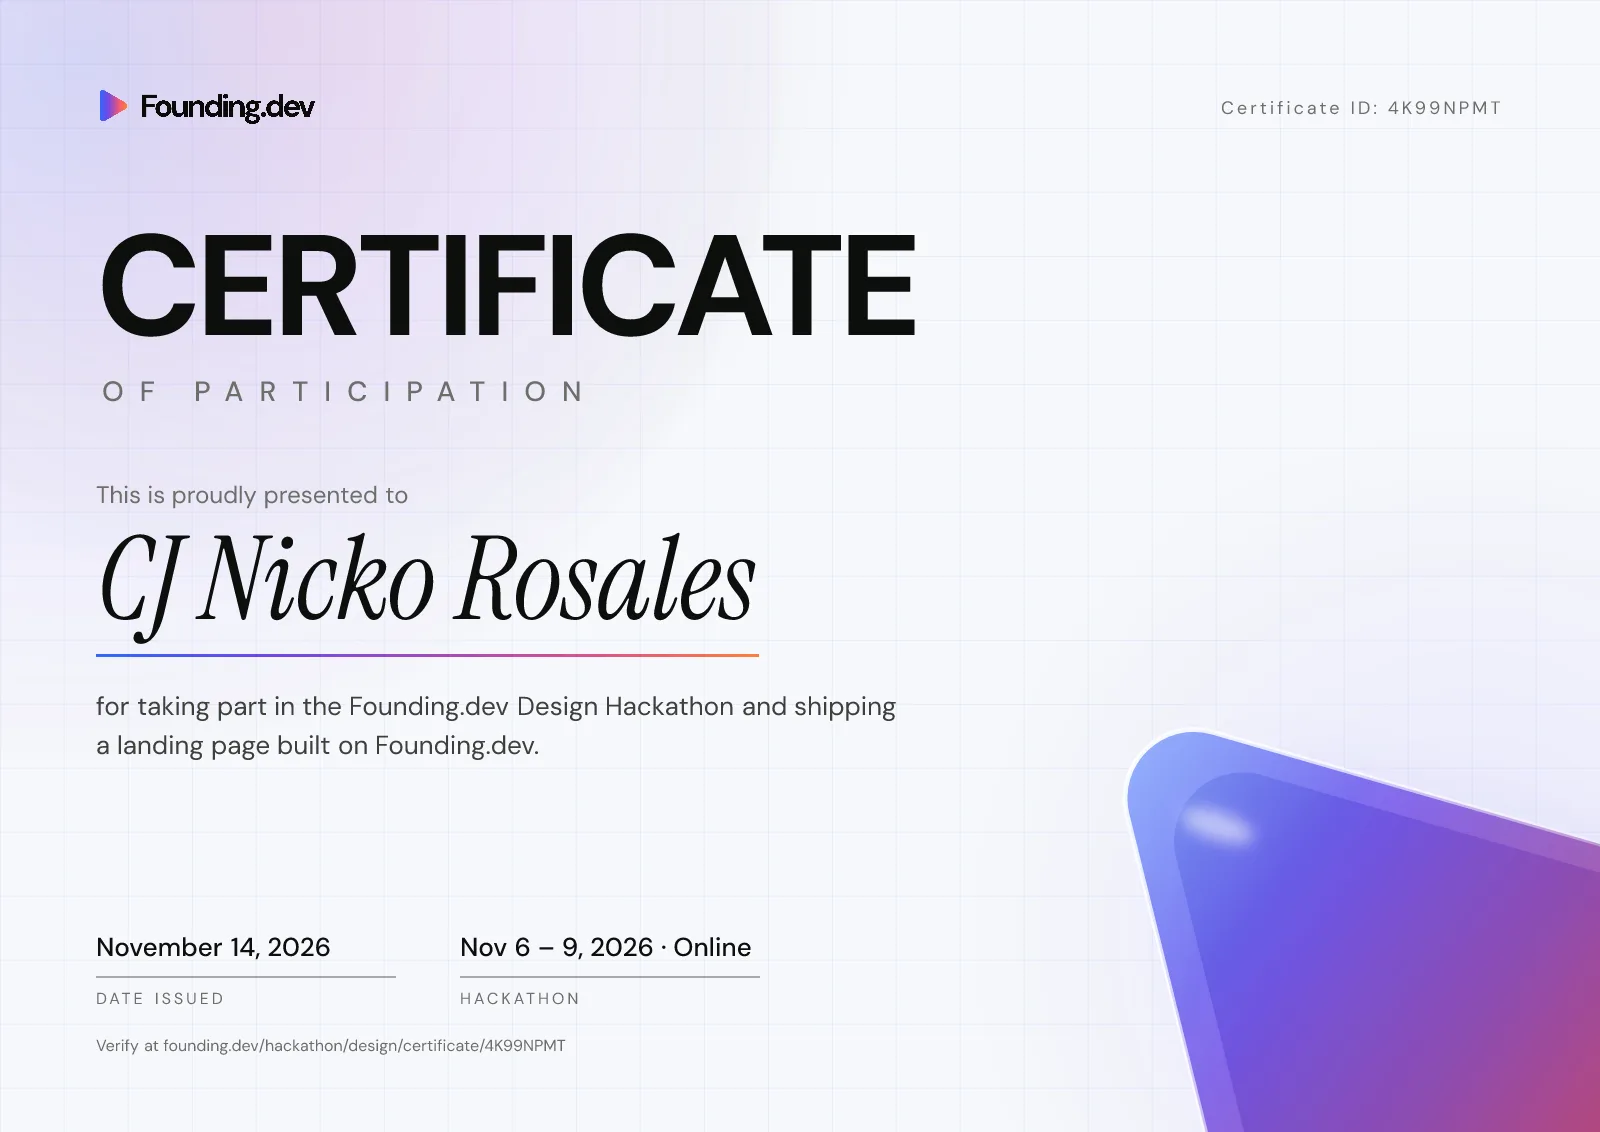 Founding.dev
Certificate ID: 4K99NPMT
CERTIFICATE
OF PARTICIPATION
This is proudly presented to
CJ Nicko Rosales
for taking part in the Founding.dev Design Hackathon and shipping
a landing page built on Founding.dev.
November 14, 2026
DATE ISSUED
Nov 6 – 9, 2026 · Online
HACKATHON
Verify at founding.dev/hackathon/design/certificate/4K99NPMT